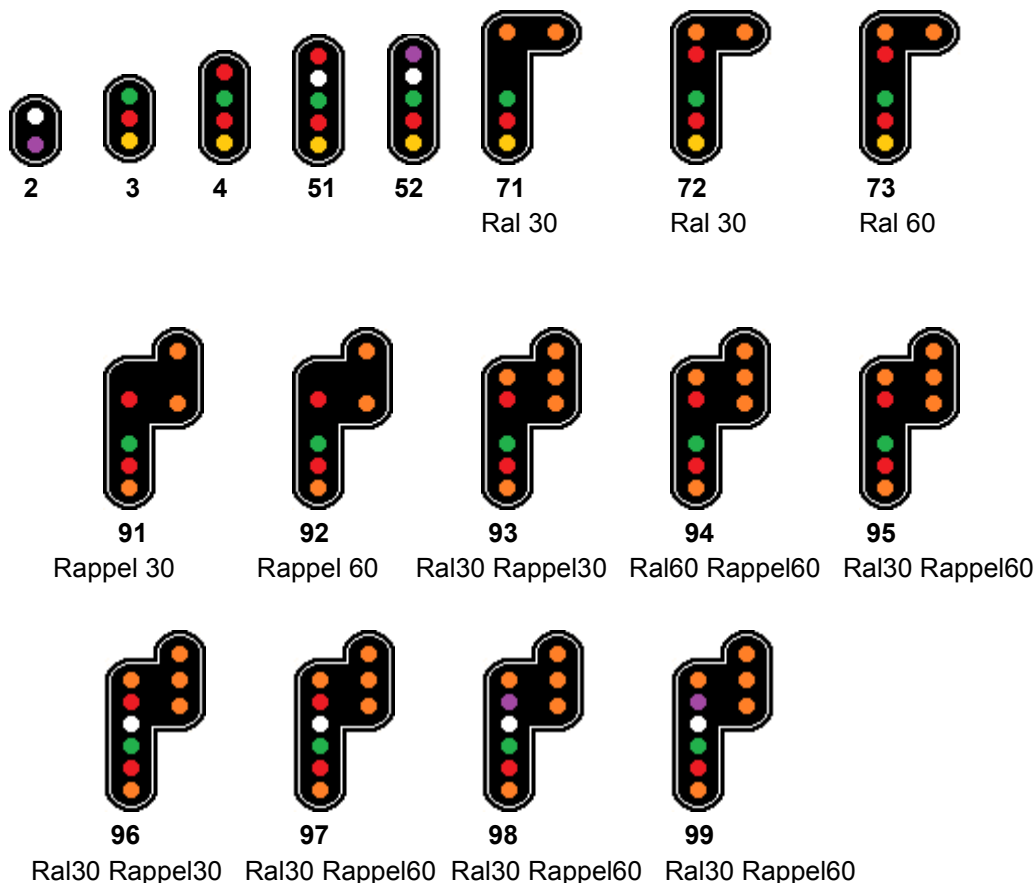 2 3 4 51 52 71 72 73
Ral 30 Ral 30 Ral 60
91 92 93 94 95
Rappel 30 Rappel 60 Ral30 Rappel30 Ral60 Rappel60 Ral30 Rappel60
96 97 98 99
Ral30 Rappel30 Ral30 Rappel60 Ral30 Rappel60 Ral30 Rappel60